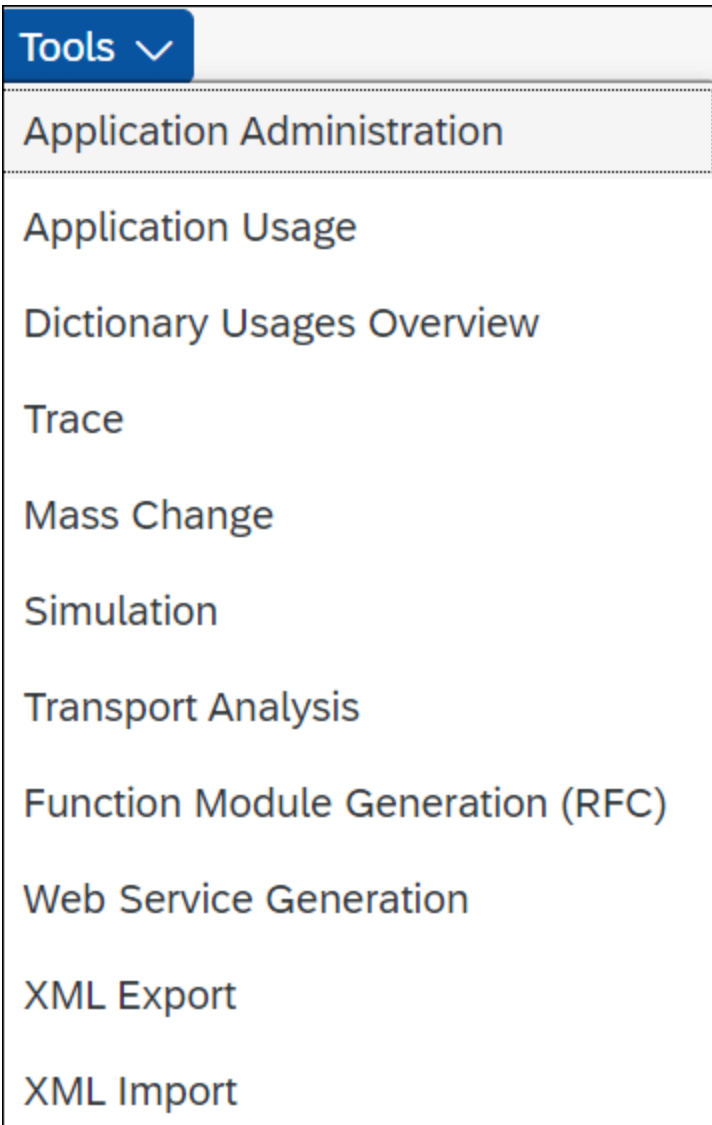 Tools
Application Administration
Application Usage
Dictionary Usages Overview
Trace
Mass Change
Simulation
Transport Analysis
Function Module Generation (RFC)
Web Service Generation
XML Export
XML Import